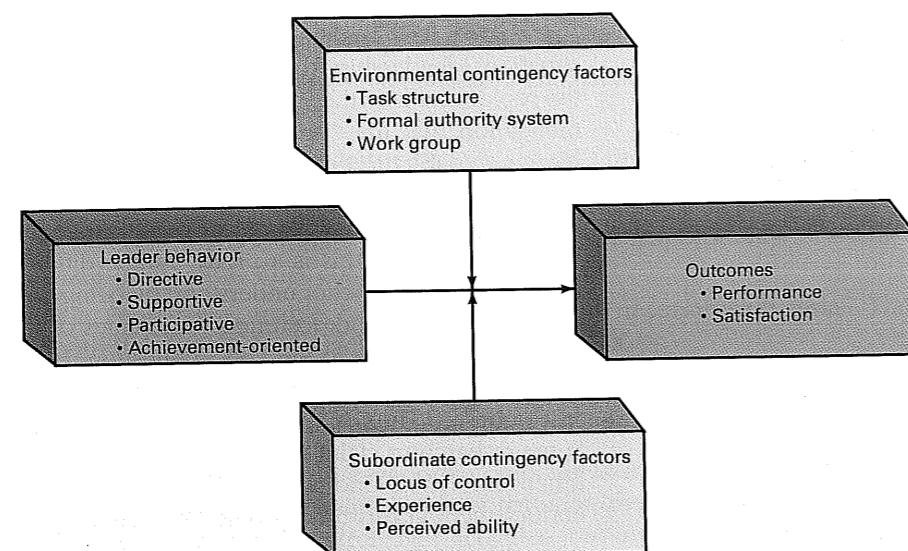 Environmental contingency factors
• Task structure
• Formal authority system
• Work group
Leader behavior
• Directive
• Supportive
• Participative
• Achievement-oriented
Outcomes
• Performance
• Satisfaction
Subordinate contingency factors
• Locus of control
• Experience
• Perceived ability